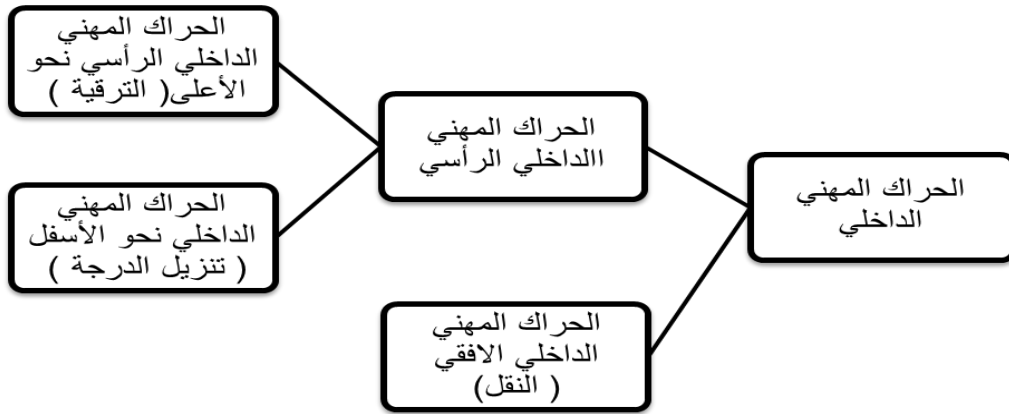 الحراك المهني
الداخلي
الحراك المهني
االداخلي الرأسي
الحراك المهني
الداخلي الافقي
( النقل)
الحراك المهني
الداخلي الرأسي نحو
الأعلى( الترقية )
الحراك المهني
الداخلي نحو الأسفل
( تنزيل الدرجة )